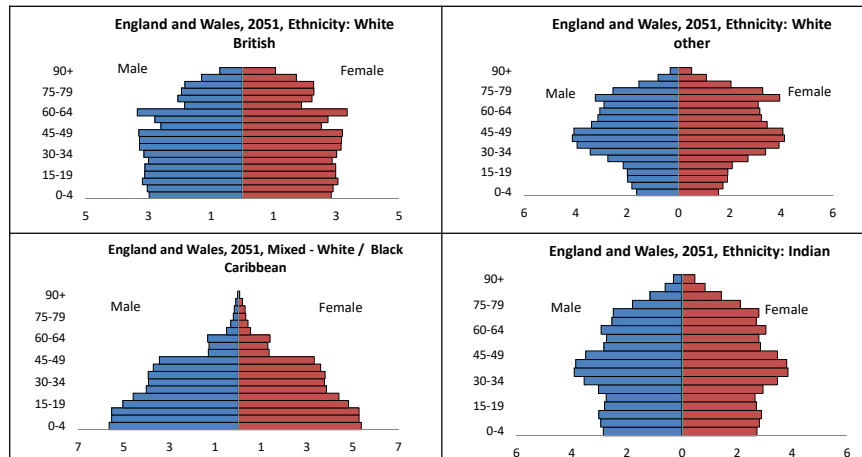 England and Wales, 2051, Ethnicity: White
British
Male
Female
90+
75-79
60-64
45-49
30-34
15-19
0-4
5 3 1 1 3 5
England and Wales, 2051, Ethnicity: White
other
Male
Female
90+
75-79
60-64
45-49
30-34
15-19
0-4
6 4 2 0 2 4 6
England and Wales, 2051, Mixed - White / Black
Caribbean
Male
Female
90+
75-79
60-64
45-49
30-34
15-19
0-4
7 5 3 1 1 3 5 7
England and Wales, 2051, Ethnicity: Indian
Male
Female
90+
75-79
60-64
45-49
30-34
15-19
0-4
6 4 2 0 2 4 6